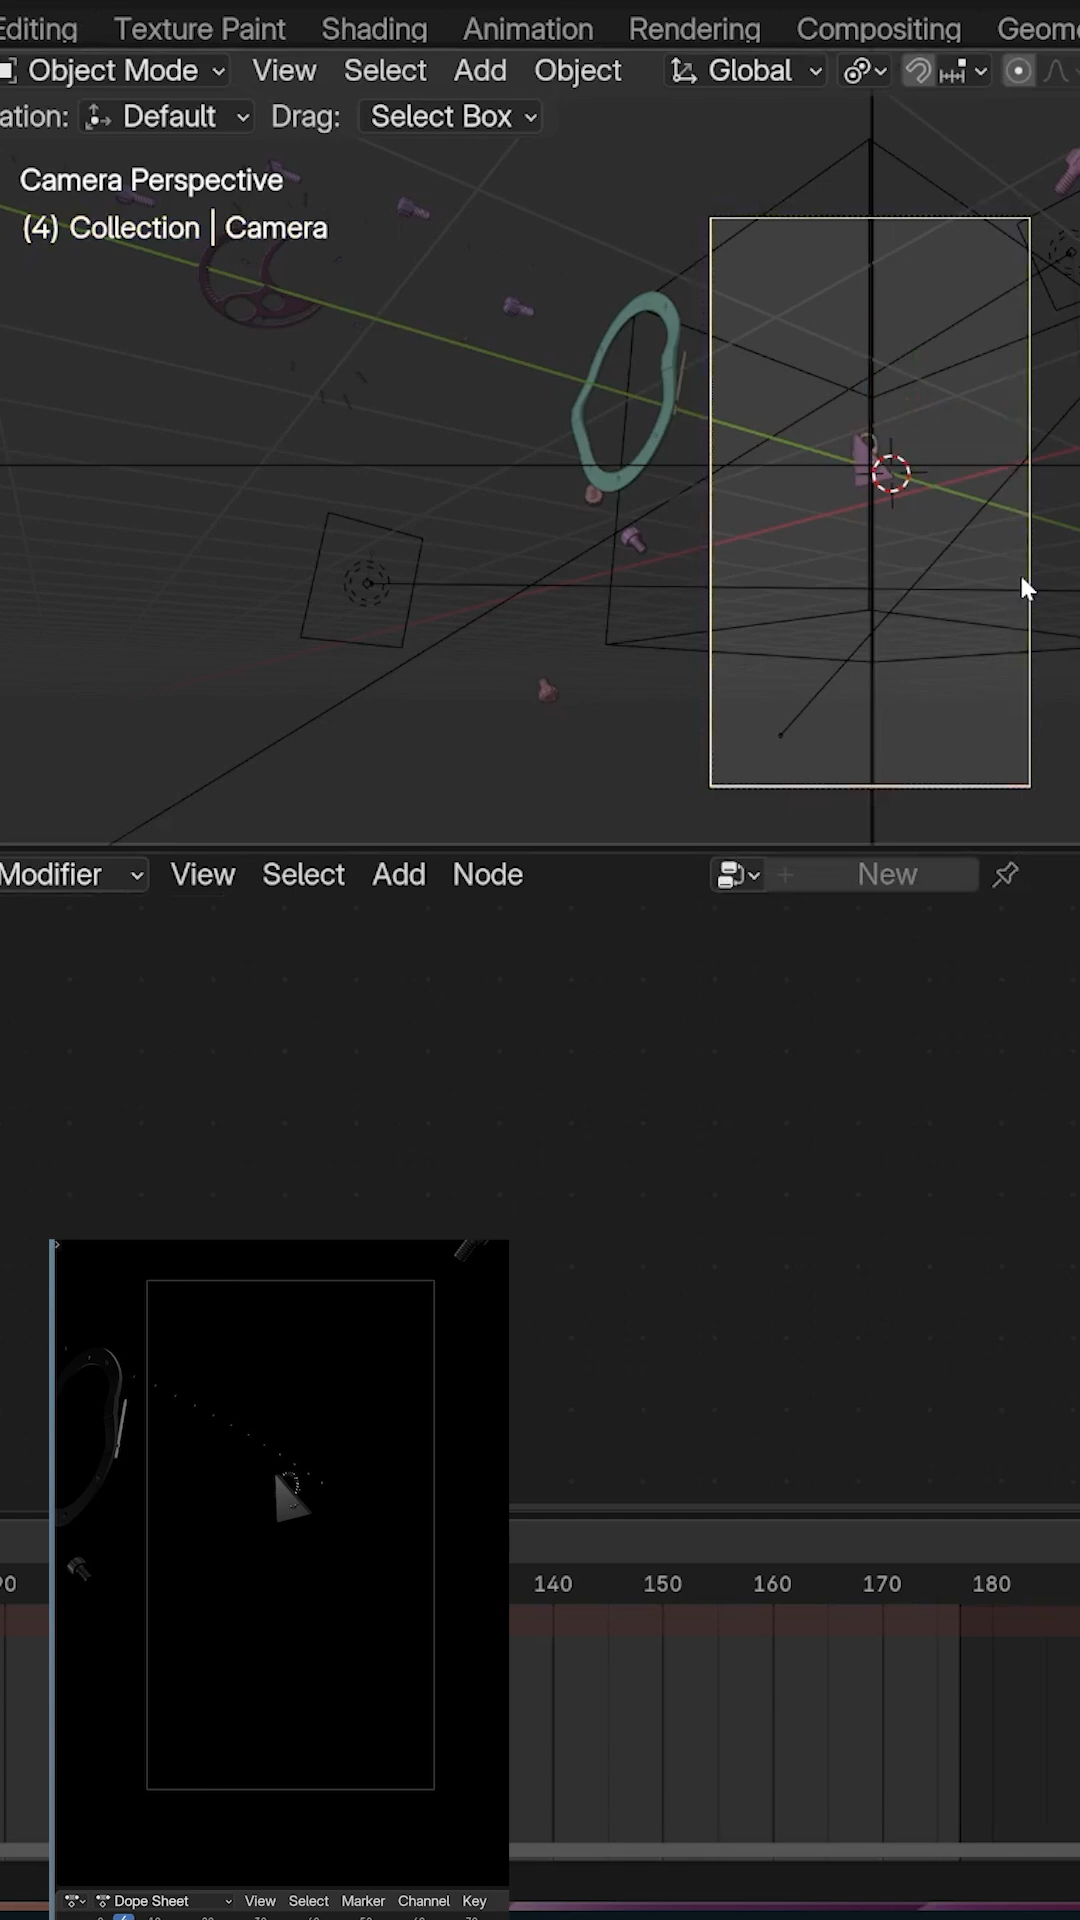 Editing Texture Paint Shading Animation Rendering Compositing Geom
Object Mode View Select Add Object Global
ation: Default Drag: Select Box
Camera Perspective
(4) Collection | Camera
Modifier View Select Add Node New
90 140 150 160 170 180
Dope Sheet View Select Marker Channel Key